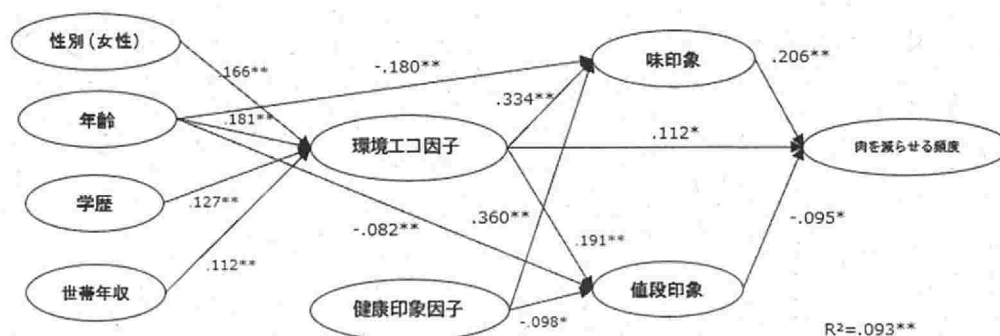 性別(女性)
年齢
学歴
世帯年収
.166**
.181**
.127**
.112**
-.180**
-.082**
環境エコ因子
健康印象因子
.334**
.112*
.360**
.191**
-.098*
味印象
値段印象
.206**
-.095*
肉を減らせる頻度
R²=.093**